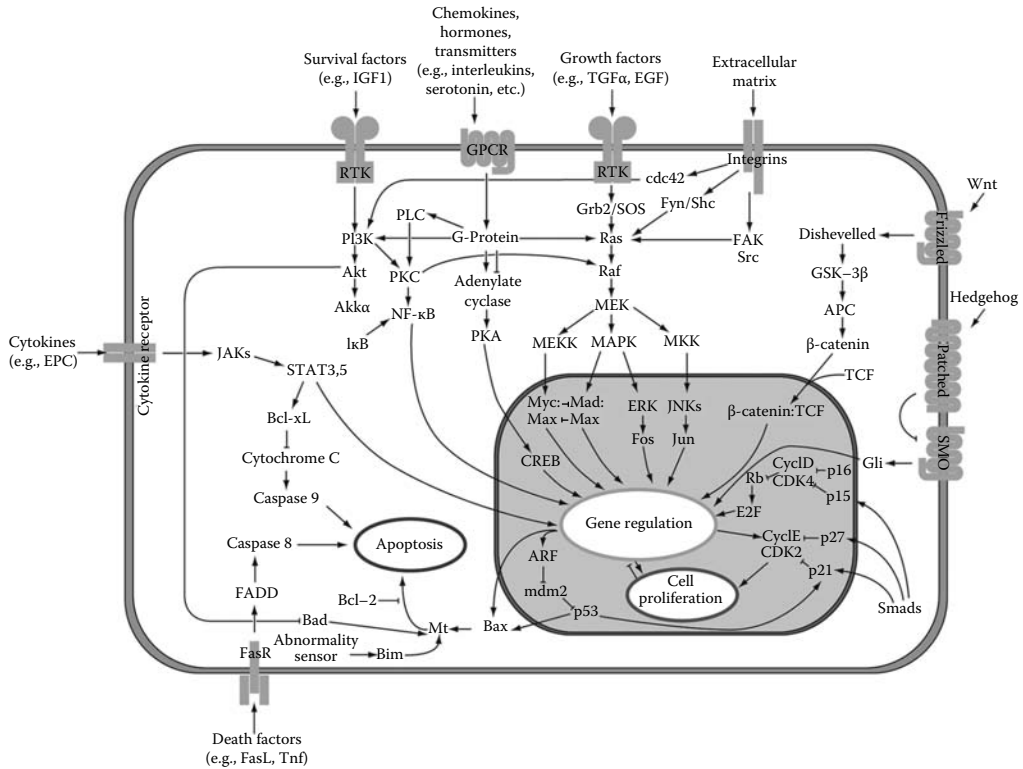 Chemokines,
hormones,
transmitters
(e.g., interleukins,
serotonin, etc.)
Survival factors
(e.g., IGF1)
Growth factors
(e.g., TGFα, EGF)
Extracellular
matrix
GPCR
RTK
RTK
Integrins
cdc42
Wnt
PLC
Grb2/SOS
Fyn/Shc
Frizzled
PI3K
G-Protein
Ras
FAK
Src
Dishevelled
Akt
PKC
Adenylate
cyclase
Raf
GSK–3β
Akkα
NF-κB
MEK
APC
Hedgehog
IκB
PKA
MEKK
MAPK
MKK
β-catenin
Patched
Cytokines
(e.g., EPC)
Cytokine receptor
JAKs
STAT3,5
TCF
Bcl-xL
Myc:
Max
Mad:
Max
ERK
JNKs
β-catenin:TCF
Fos
Jun
SMO
Cytochrome C
CREB
Gli
CyclD
CDK4
p16
p15
Rb
Caspase 9
E2F
Gene regulation
Caspase 8
Apoptosis
ARF
CyclE
CDK2
p27
p21
FADD
mdm2
Cell
proliferation
Bcl–2
p53
Smads
Bad
Mt
Bax
Abnormality
sensor
Bim
FasR
Death factors
(e.g., FasL, Tnf)